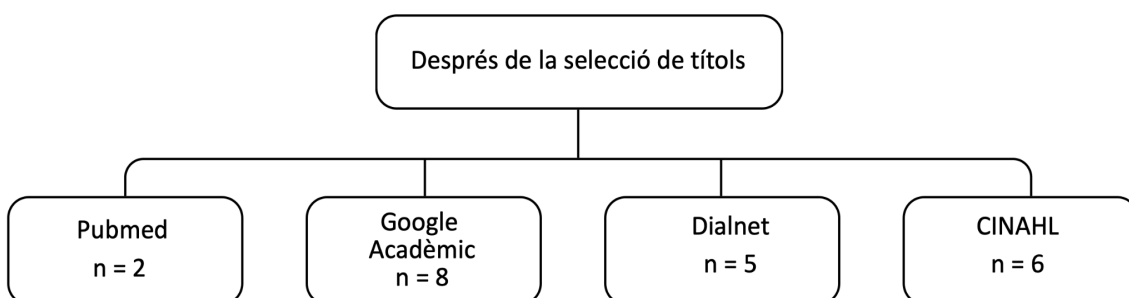 Després de la selecció de títols
Pubmed
n = 2
Google
Acadèmic
n = 8
Dialnet
n = 5
CINAHL
n = 6